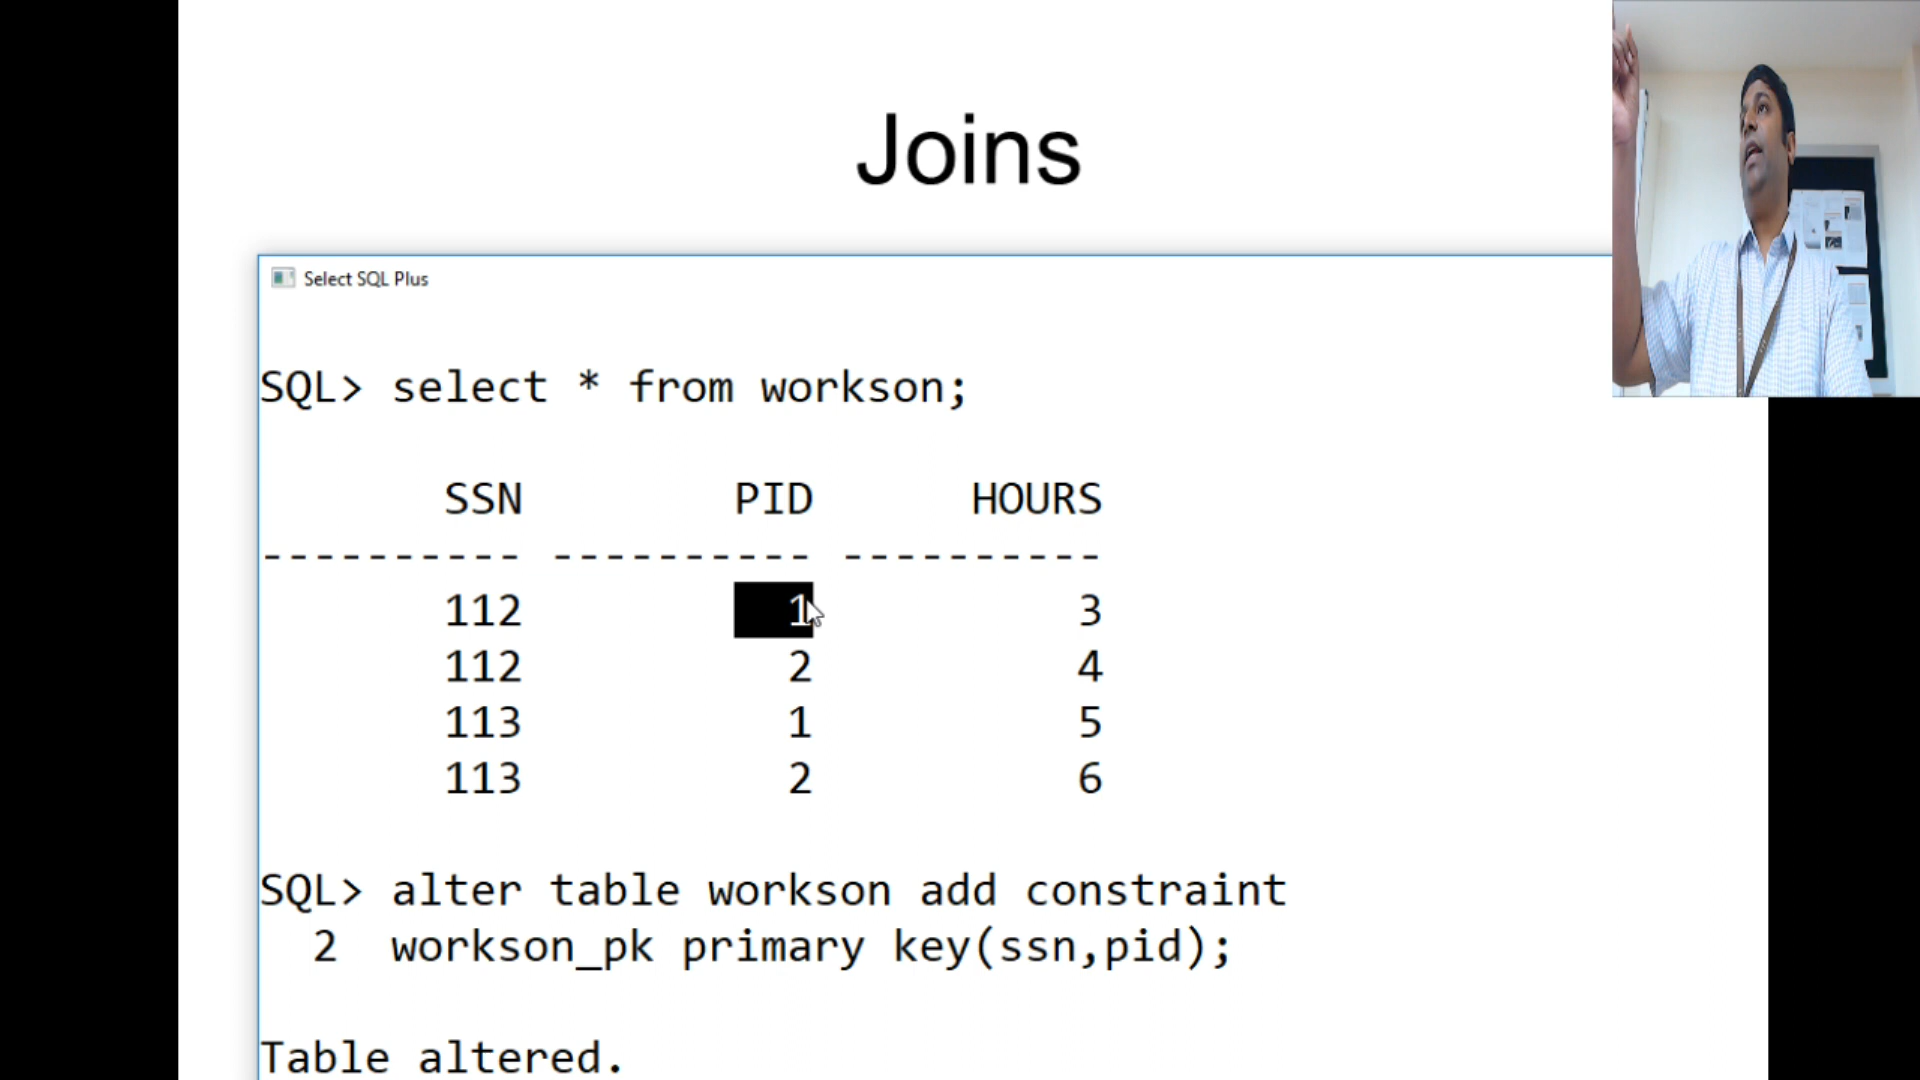 Joins
Select SQL Plus
SQL> select * from workson;
SSN PID HOURS
---------- ---------- ----------
112 1 3
112 2 4
113 1 5
113 2 6
SQL> alter table workson add constraint
2 workson_pk primary key(ssn,pid);
Table altered.